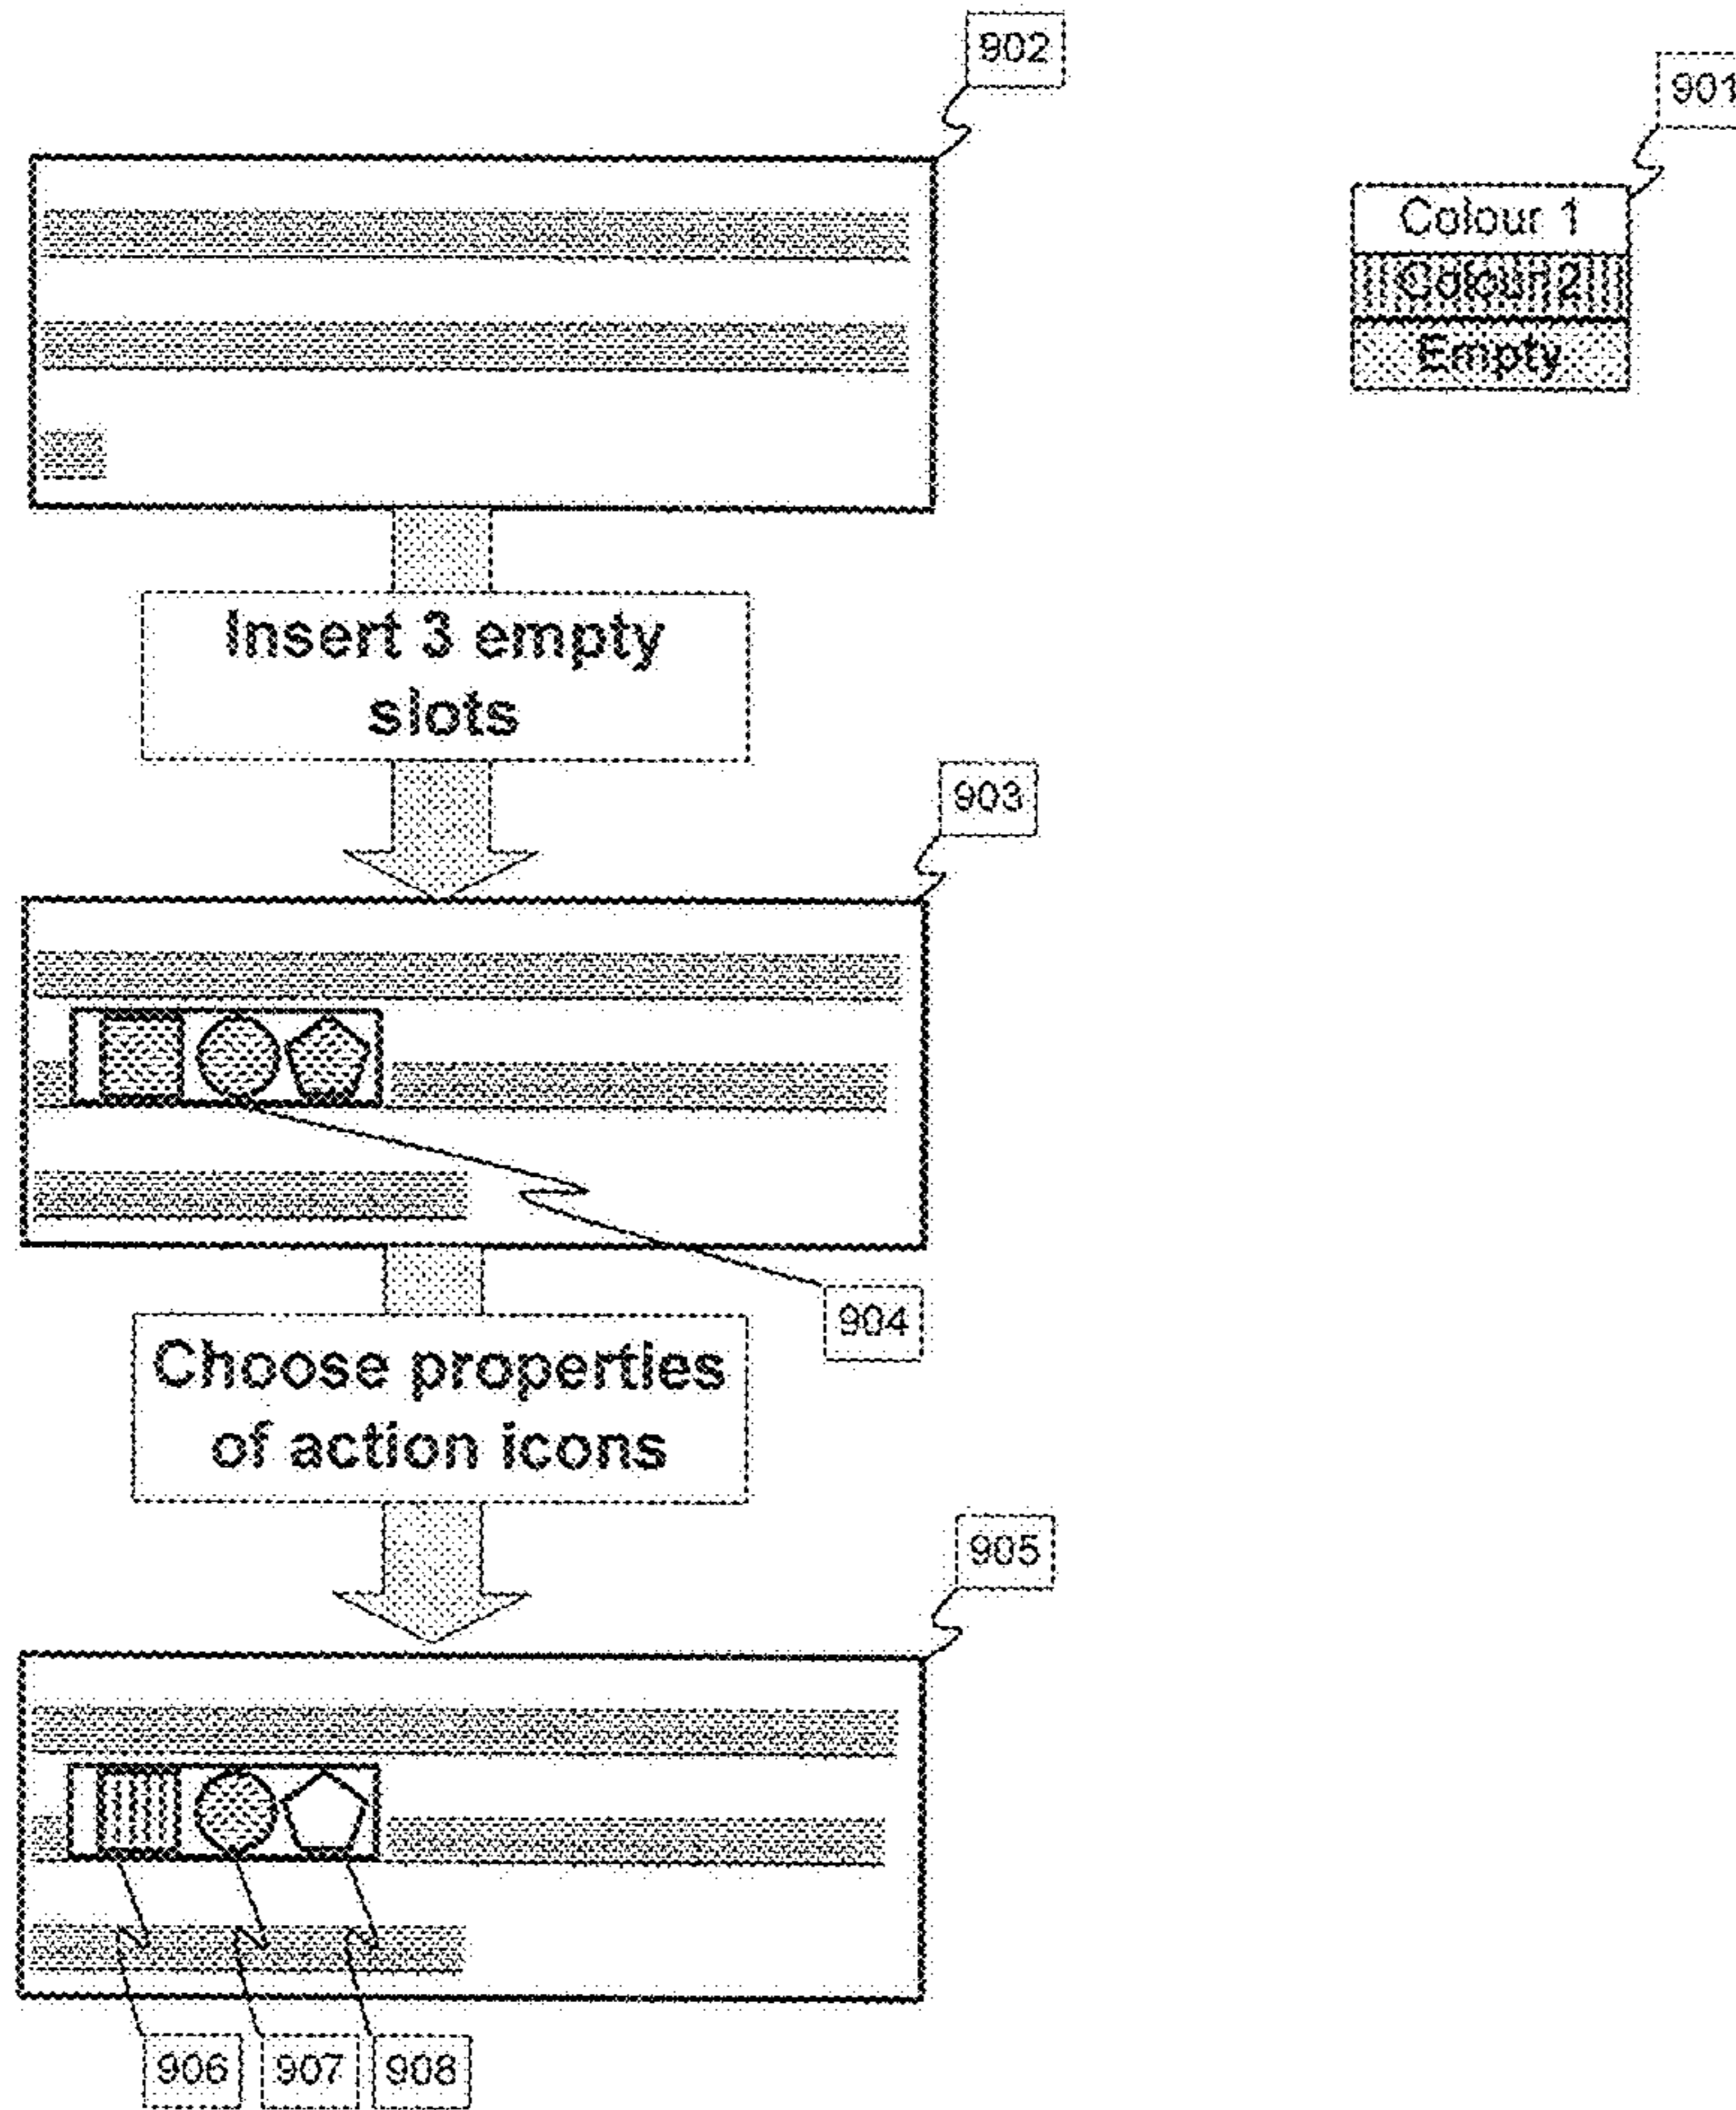 902
901
Colour 1
Colour 2
Empty
Insert 3 empty
slots
903
904
Choose properties
of action icons
905
906
907
908